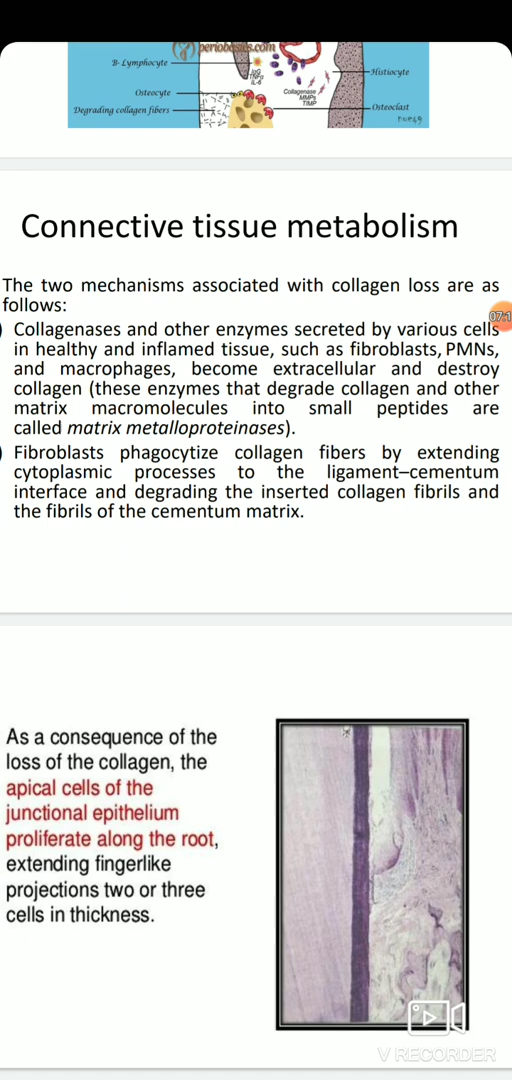 periobasics.com
B- Lymphocyte
IgG
TNFα
IL-6
Histiocyte
Osteocyte
Collagenase
MMPs
TIMP
Degrading collagen fibers
Osteoclast
Connective tissue metabolism
The two mechanisms associated with collagen loss are as
follows:
07:1
Collagenases and other enzymes secreted by various cells
in healthy and inflamed tissue, such as fibroblasts, PMNs,
and macrophages, become extracellular and destroy
collagen (these enzymes that degrade collagen and other
matrix macromolecules into small peptides are
called matrix metalloproteinases).
Fibroblasts phagocytize collagen fibers by extending
cytoplasmic processes to the ligament–cementum
interface and degrading the inserted collagen fibrils and
the fibrils of the cementum matrix.
As a consequence of the
loss of the collagen, the
apical cells of the
junctional epithelium
proliferate along the root,
extending fingerlike
projections two or three
cells in thickness.
V RECORDER